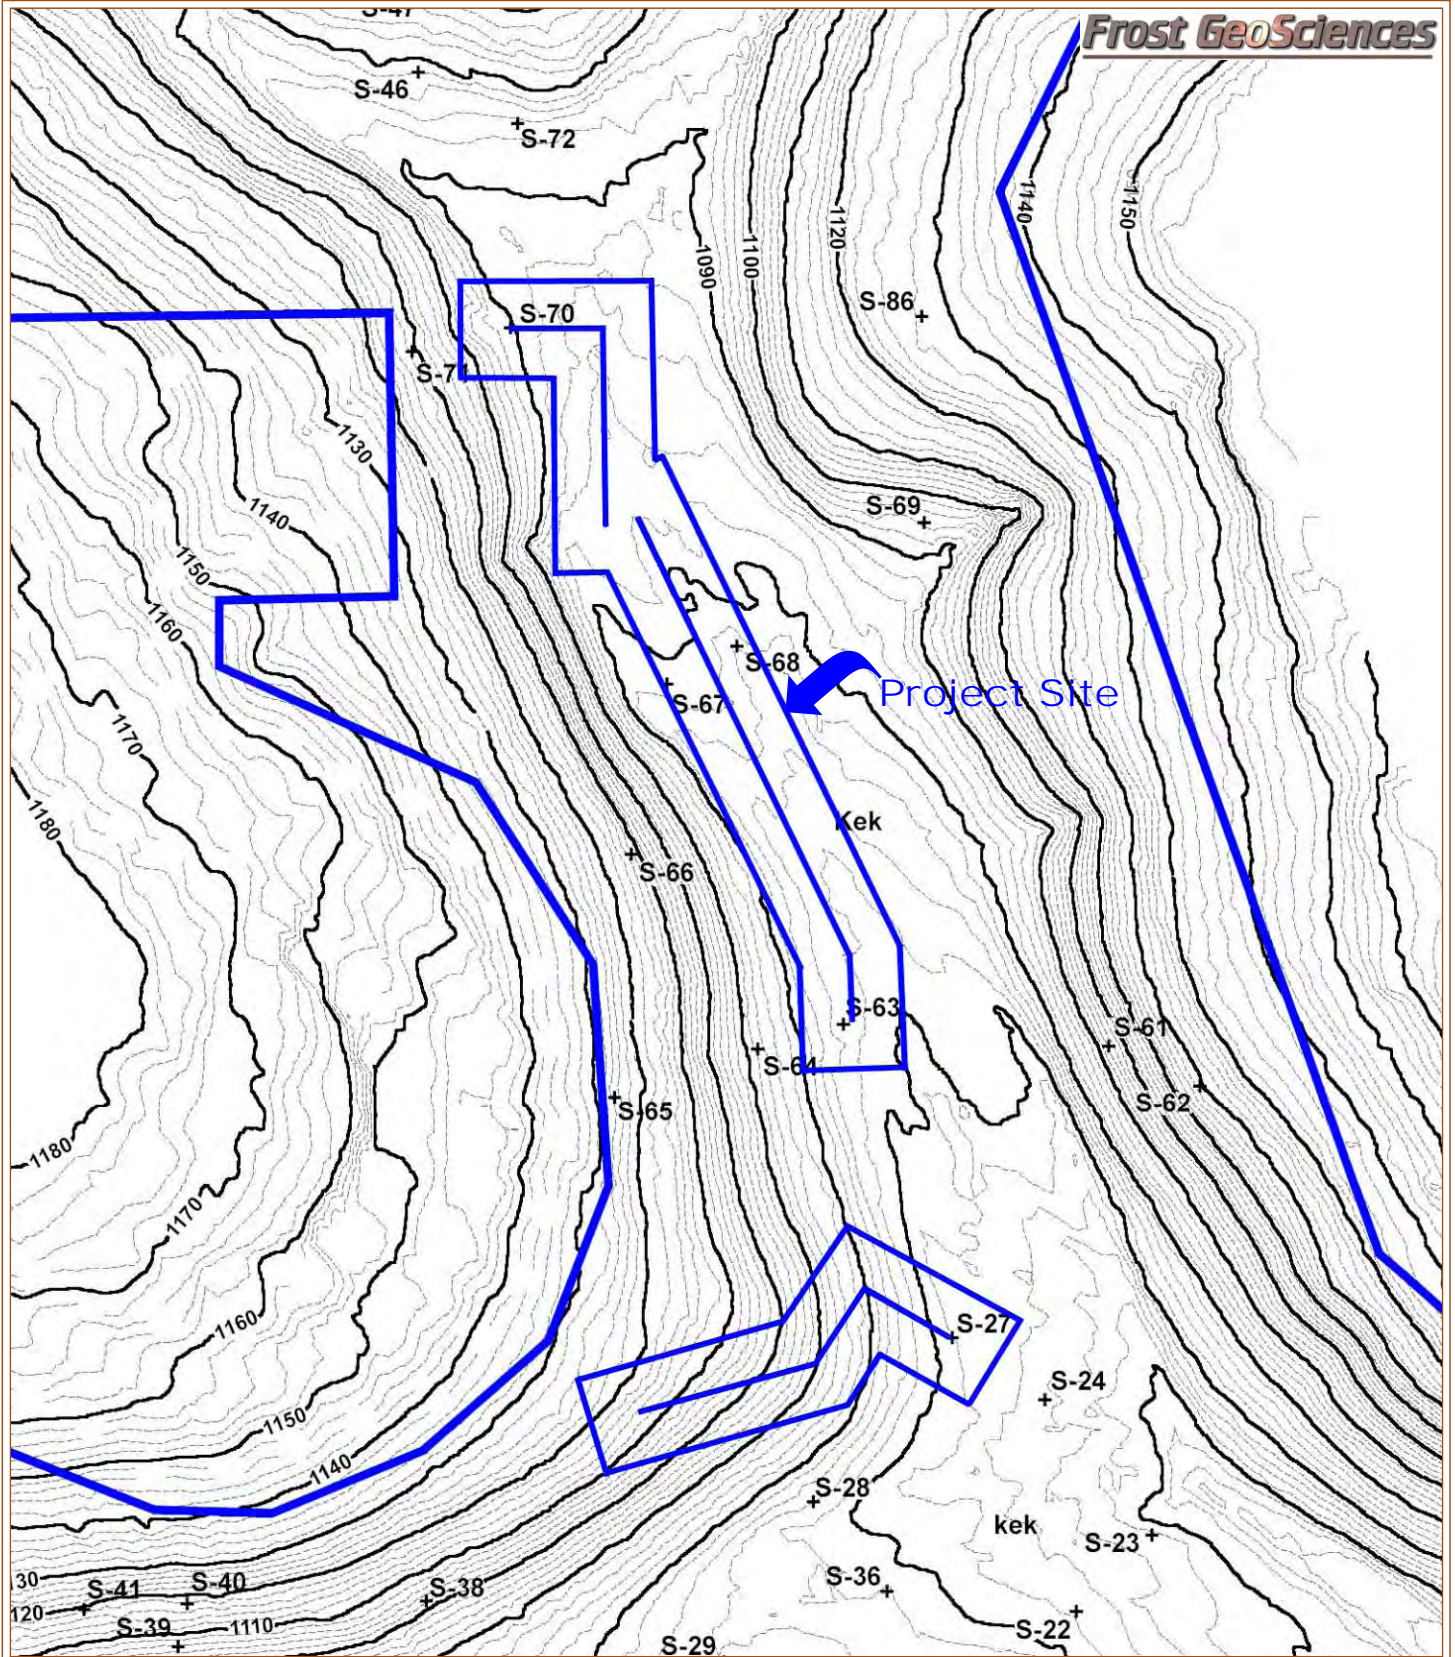 S-47
Frost GeoSciences
S-46
S-72
1140
1150
1120
1100
1090
S-86
S-70
S-71
1130
S-69
1140
1150
1160
S-68
S-67
Project Site
1170
Kek
1180
S-66
S-63
S-61
S-64
S-62
S-65
1180
1170
1160
S-27
S-24
1150
1140
S-28
kek
S-23
130
S-41
S-40
S-38
S-36
120
S-39
1110
S-22
S-29